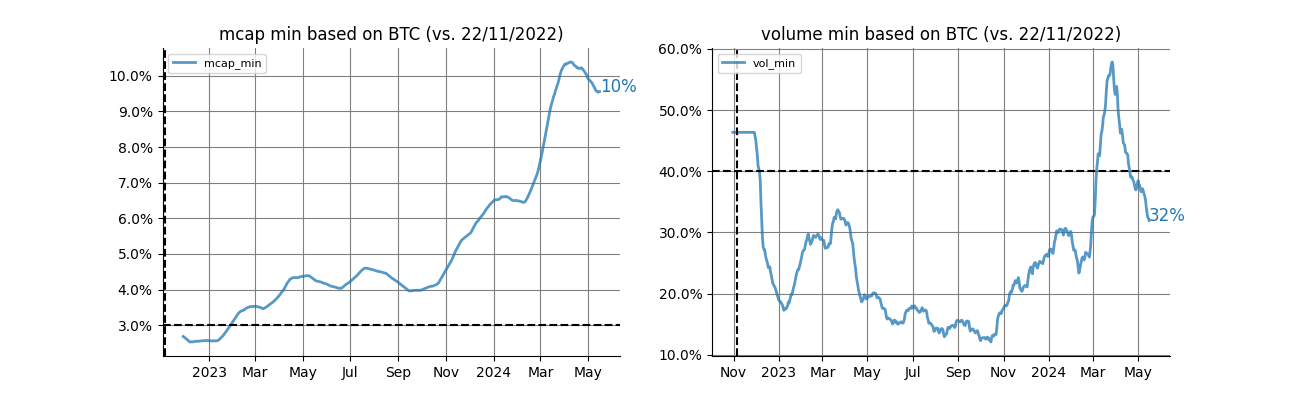 mcap min based on BTC (vs. 22/11/2022)
mcap_min
10.0%
9.0%
8.0%
7.0%
6.0%
5.0%
4.0%
3.0%
10%
2023 Mar May Jul Sep Nov 2024 Mar May
volume min based on BTC (vs. 22/11/2022)
vol_min
60.0%
50.0%
40.0%
30.0%
20.0%
10.0%
32%
Nov 2023 Mar May Jul Sep Nov 2024 Mar May